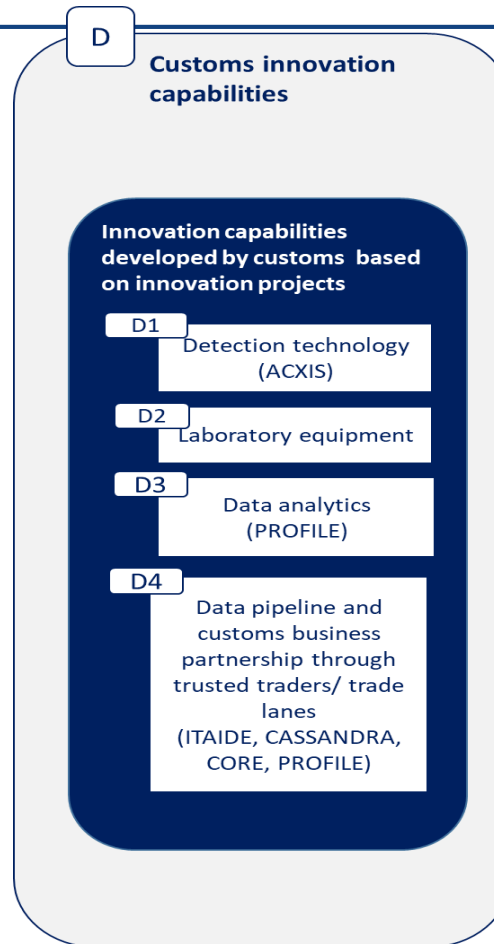 D
Customs innovation
capabilities
Innovation capabilities
developed by customs based
on innovation projects
D1
Detection technology
(ACXIS)
D2
Laboratory equipment
D3
Data analytics
(PROFILE)
D4
Data pipeline and
customs business
partnership through
trusted traders/ trade
lanes
(ITAIDE, CASSANDRA,
CORE, PROFILE)